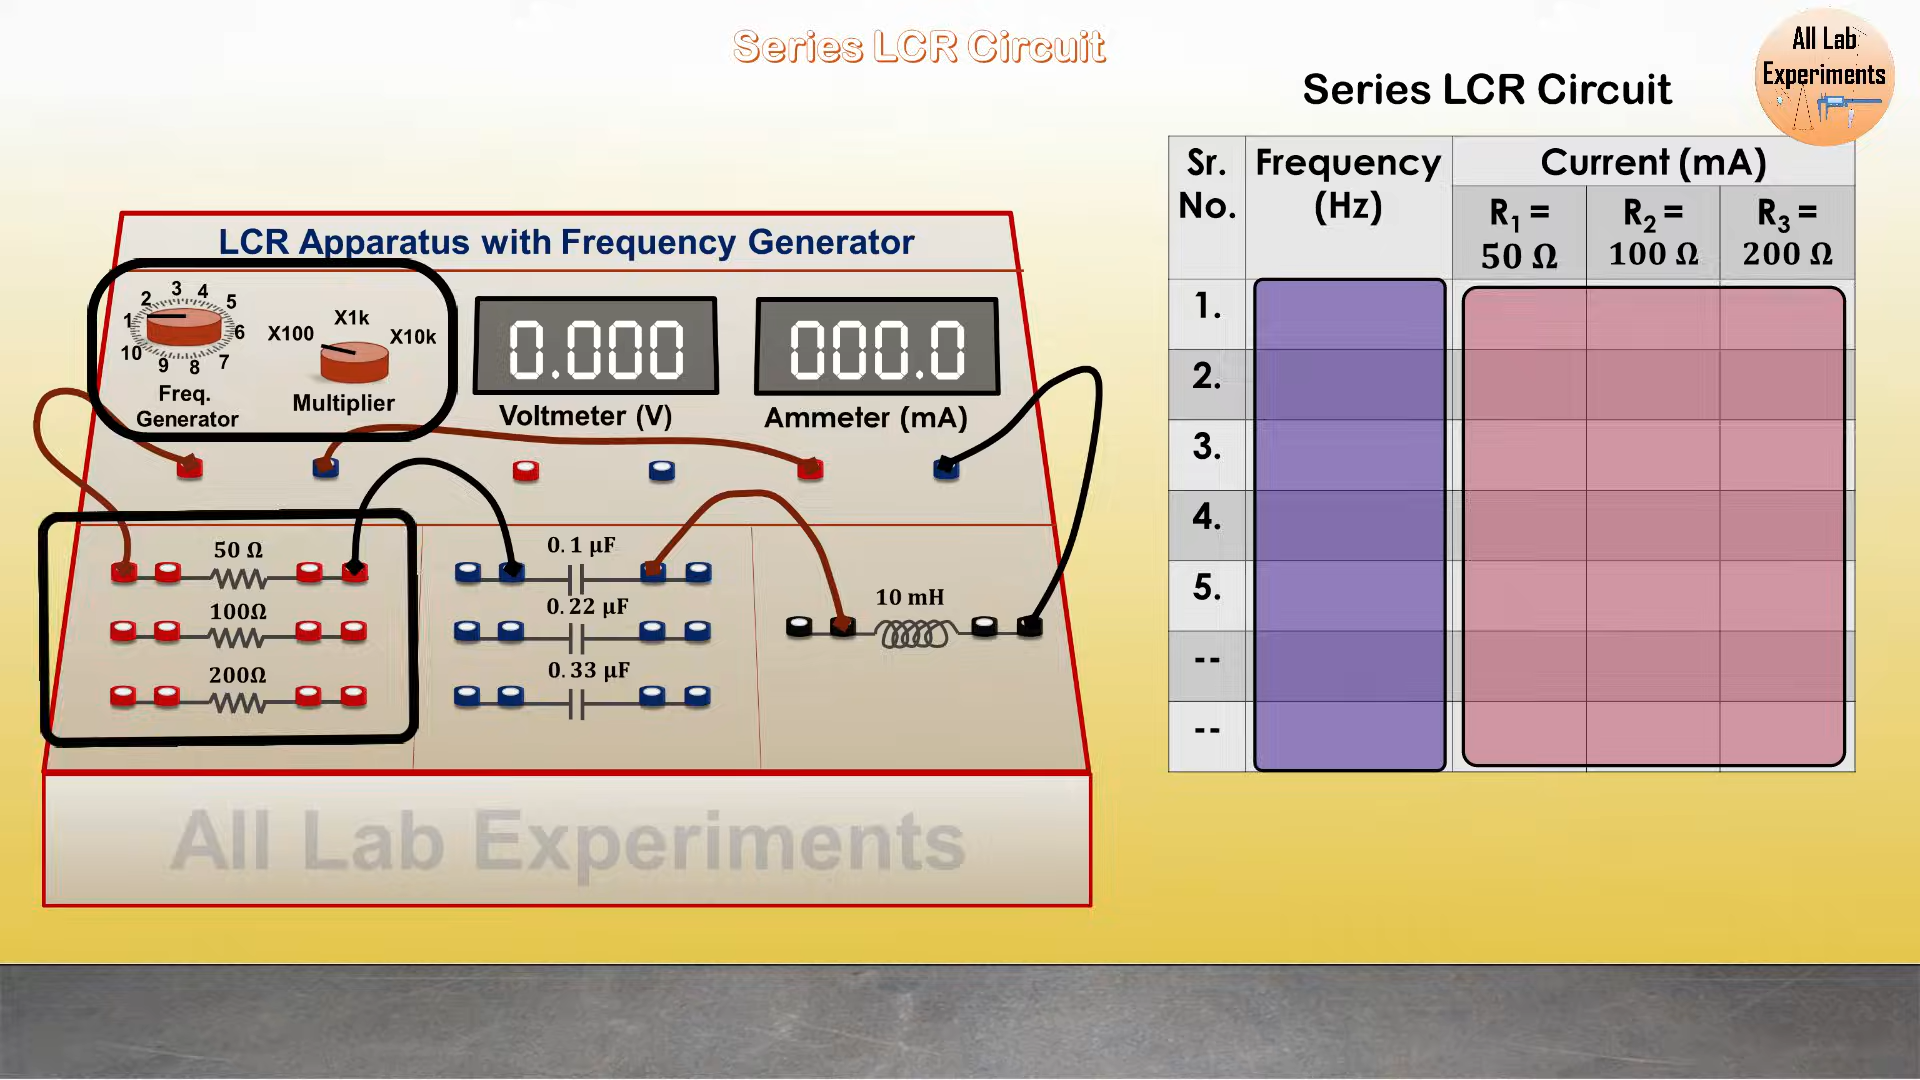 Series LCR Circuit
All Lab
Experiments
Series LCR Circuit
Sr.
No.
Frequency
(Hz)
Current (mA)
R1 =
50 Ω
R2 =
100 Ω
R3 =
200 Ω
1.
2.
3.
4.
5.
--
--
LCR Apparatus with Frequency Generator
1 2 3 4 5 6 7 8 9 10
Freq.
Generator
X100 X1k X10k
Multiplier
0.000
Voltmeter (V)
000.0
Ammeter (mA)
50 Ω
100Ω
200Ω
0.1 μF
0.22 μF
0.33 μF
10 mH
All Lab Experiments